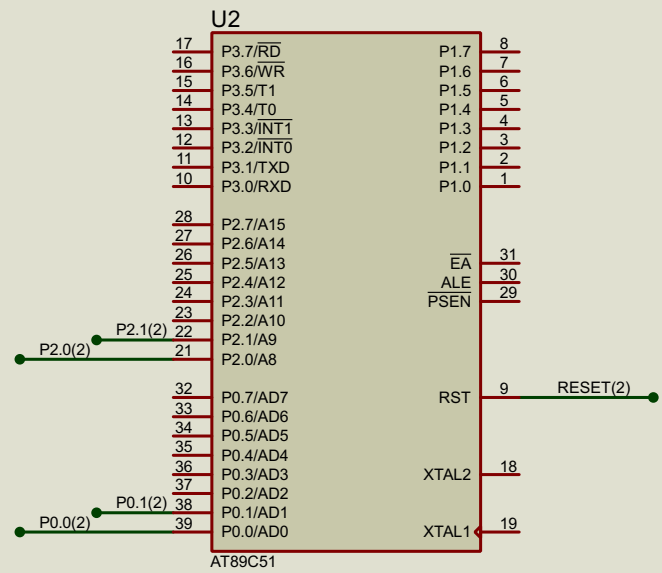 U2
17 P3.7/RD P1.7 8
16 P3.6/WR P1.6 7
15 P3.5/T1 P1.5 6
14 P3.4/T0 P1.4 5
13 P3.3/INT1 P1.3 4
12 P3.2/INT0 P1.2 3
11 P3.1/TXD P1.1 2
10 P3.0/RXD P1.0 1
28 P2.7/A15
27 P2.6/A14
26 P2.5/A13 EA 31
25 P2.4/A12 ALE 30
24 P2.3/A11 PSEN 29
23 P2.2/A10
P2.1(2) 22 P2.1/A9
P2.0(2) 21 P2.0/A8
32 P0.7/AD7 RST 9 RESET(2)
33 P0.6/AD6
34 P0.5/AD5
35 P0.4/AD4
36 P0.3/AD3 XTAL2 18
37 P0.2/AD2
P0.1(2) 38 P0.1/AD1
P0.0(2) 39 P0.0/AD0 XTAL1 19
AT89C51